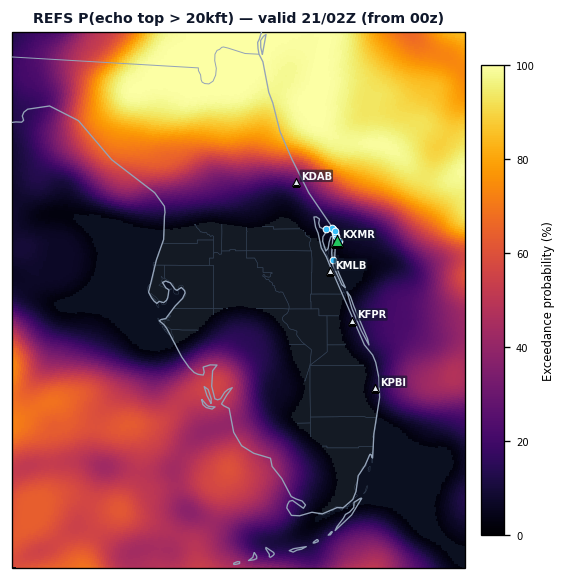 REFS P(echo top > 20kft) — valid 21/02Z (from 00z)
KDAB
KXMR
KMLB
KFPR
KPBI
100
80
60
40
20
0
Exceedance probability (%)